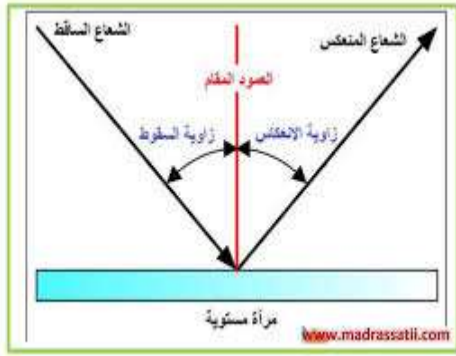 الشعاع الساقط
الشعاع المنعكس
العمود المقام
زاوية السقوط
زاوية الانعكاس
مرآة مستوية
www.madrassatii.com